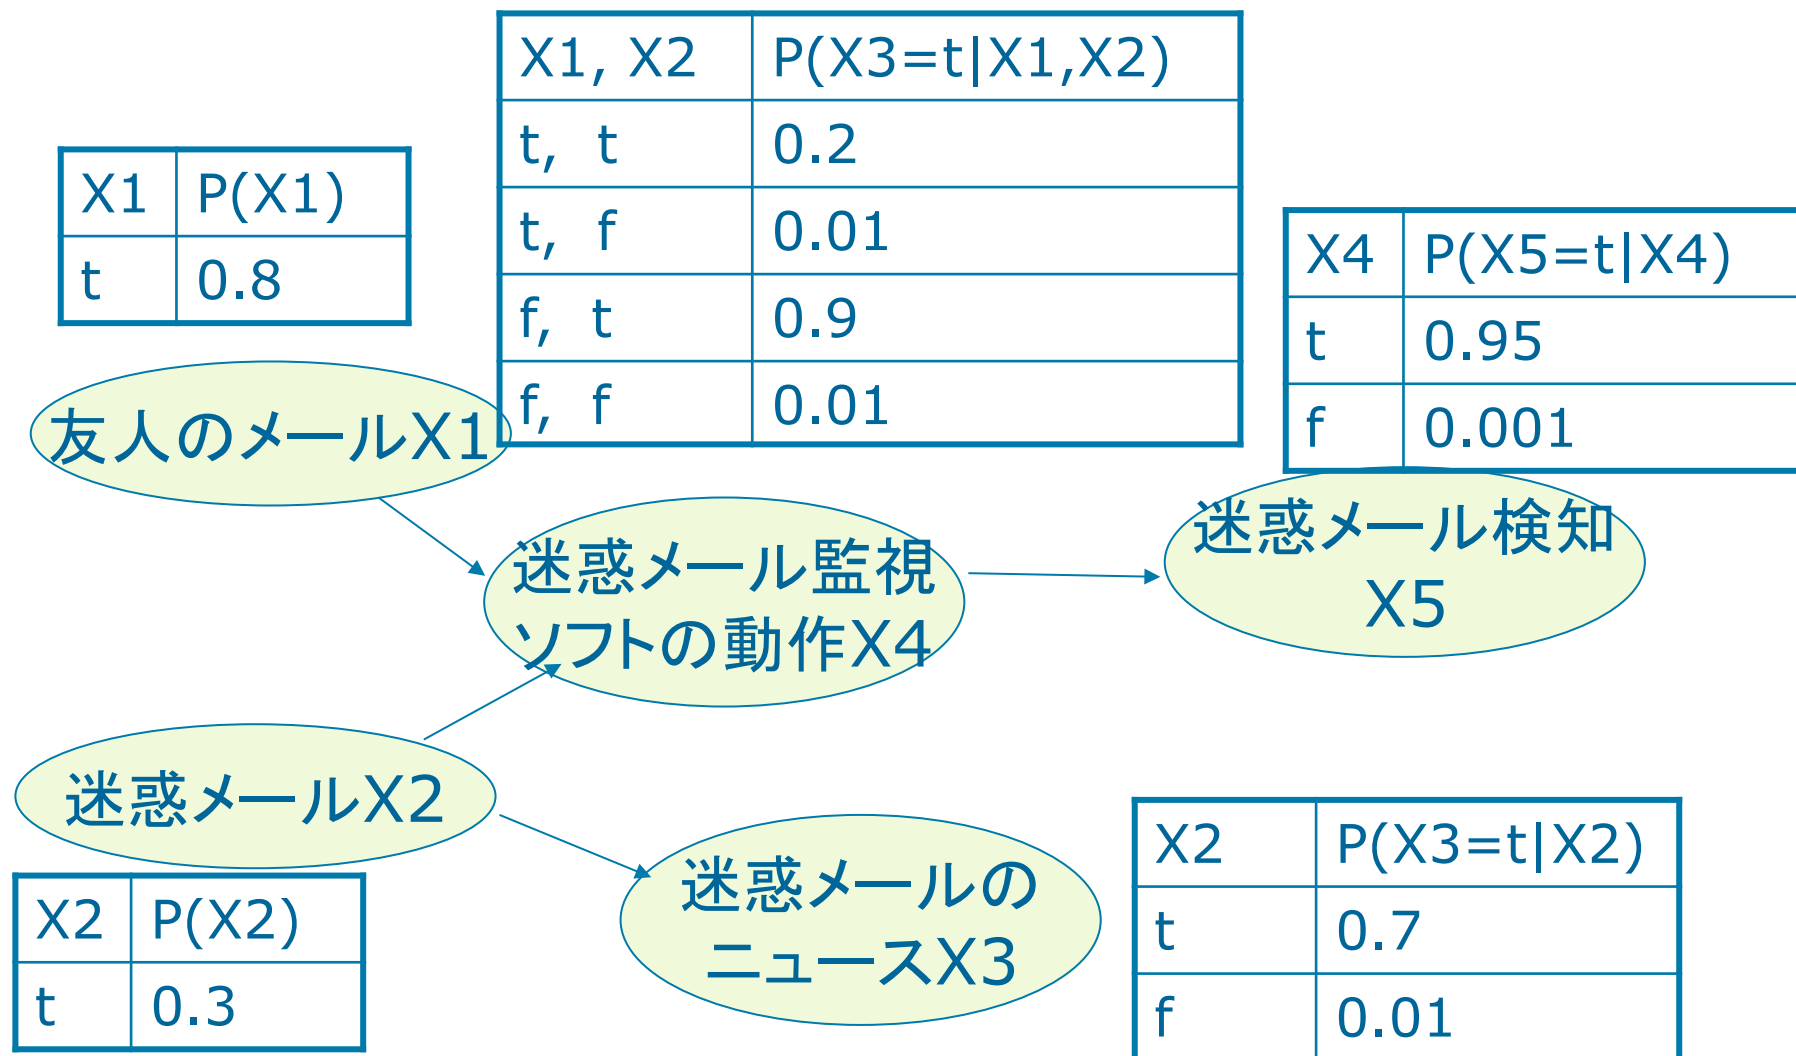 X1, X2 P(X3=t|X1,X2)
t, t 0.2
t, f 0.01
f, t 0.9
f, f 0.01
X1 P(X1)
t 0.8
X4 P(X5=t|X4)
t 0.95
f 0.001
友人のメールX1
迷惑メール監視
ソフトの動作X4
迷惑メール検知
X5
迷惑メールX2
迷惑メールの
ニュースX3
X2 P(X2)
t 0.3
X2 P(X3=t|X2)
t 0.7
f 0.01